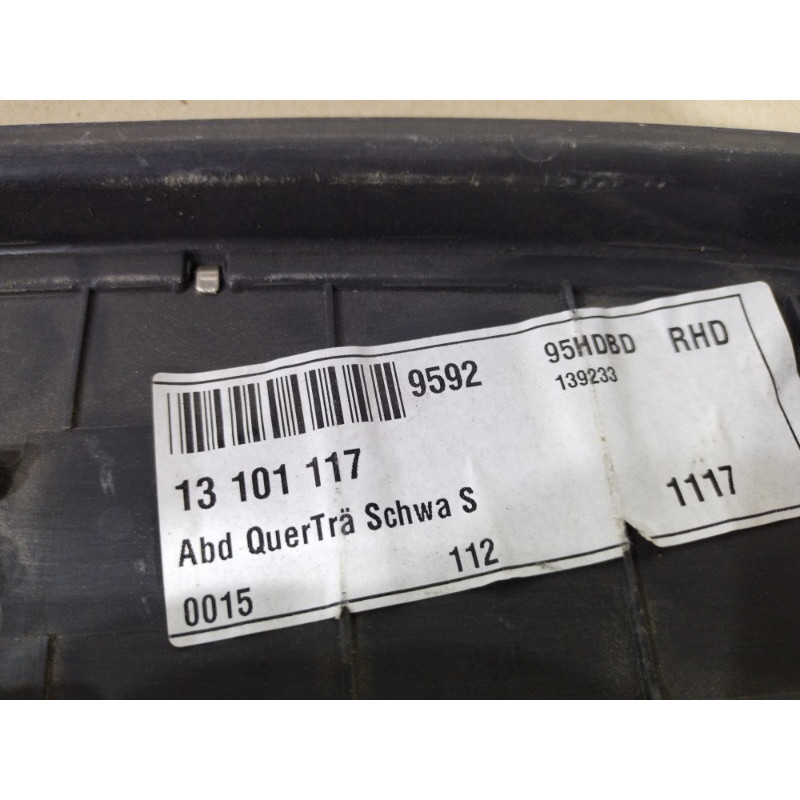 9592 95HDBD RHD
139233
13 101 117
Abd QuerTrä Schwa S 1117
0015 112